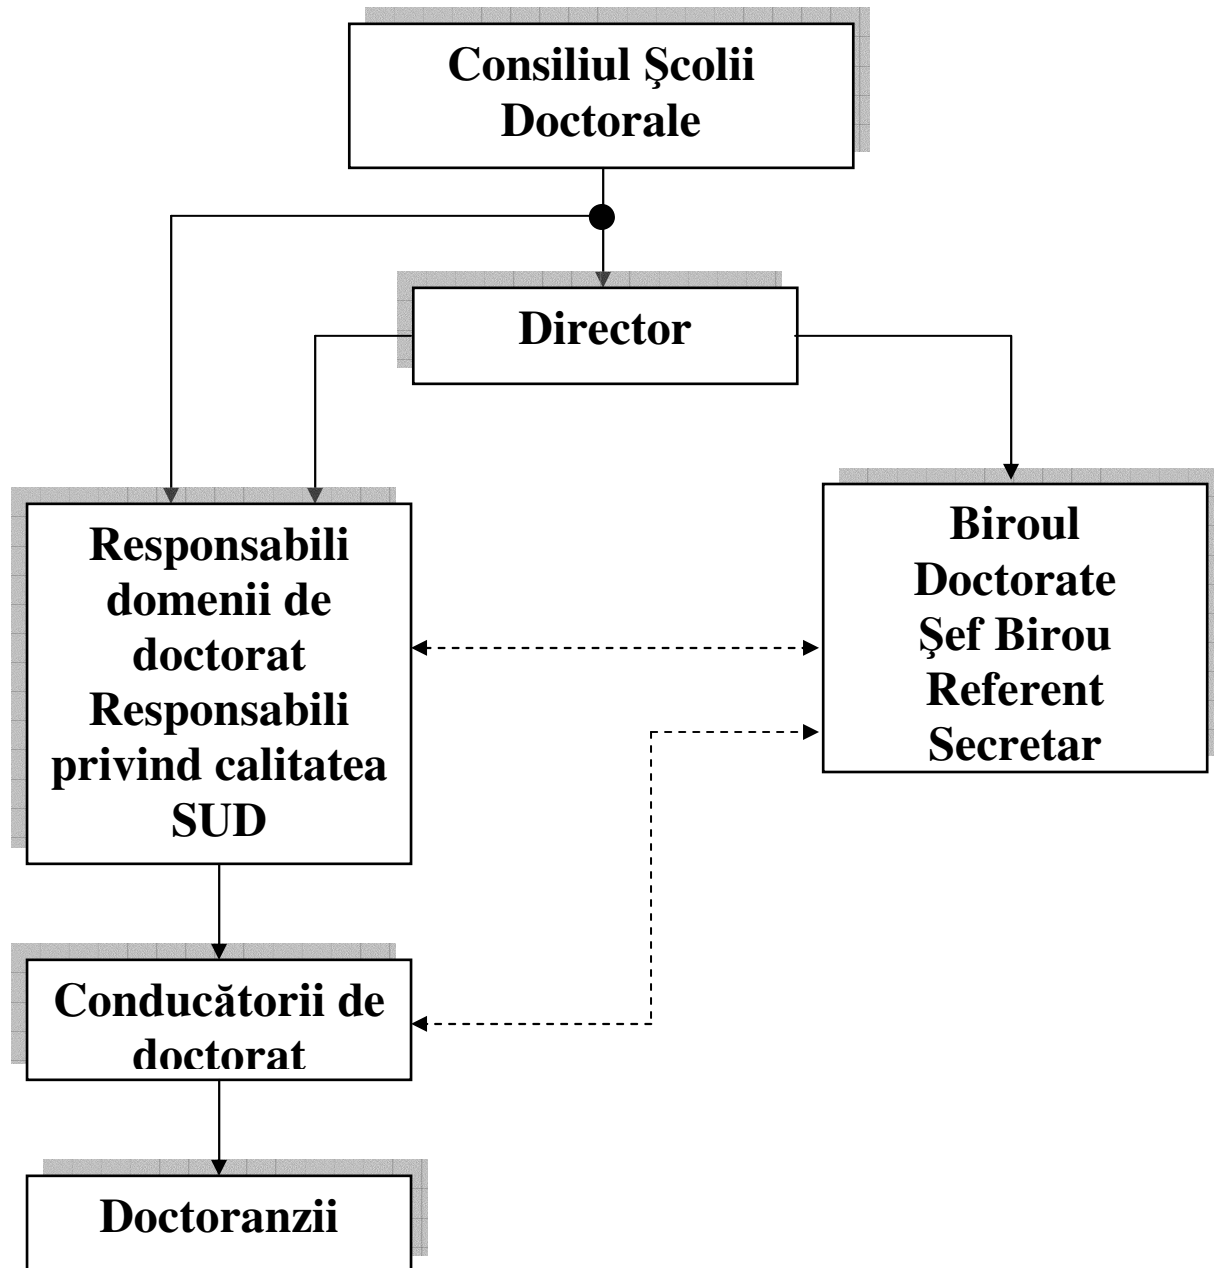 Consiliul Şcolii
Doctorale
Director
Responsabili
domenii de
doctorat
Responsabili
privind calitatea
SUD
Biroul
Doctorate
Şef Birou
Referent
Secretar
Conducătorii de
doctorat
Doctoranzii